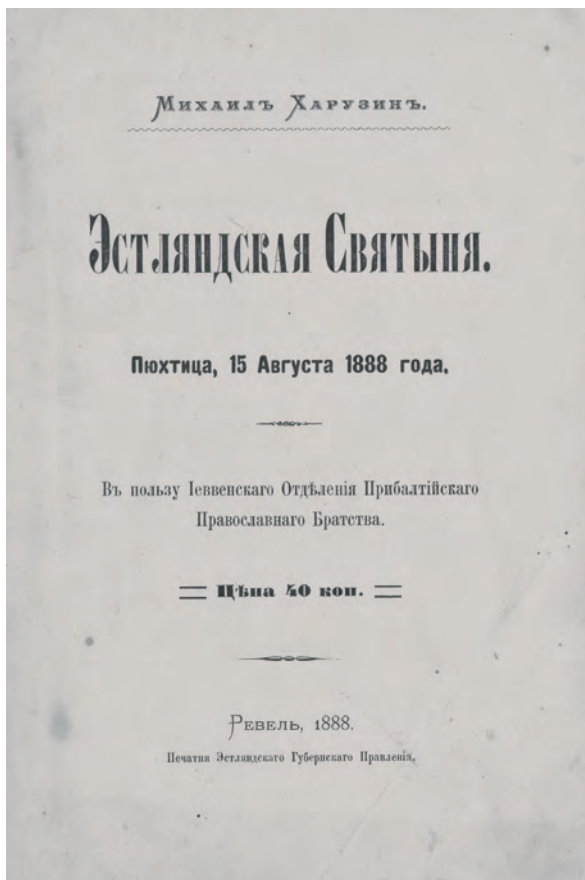 Михаилъ Харузинъ.
Эстляндская Святыня.
Пюхтица, 15 Августа 1888 года.
Въ пользу Іеввенскаго Отдѣленія Прибалтійскаго
Православнаго Братства.
Цѣна 40 коп.
Ревель, 1888.
Печатня Эстляндскаго Губернскаго Правленія.